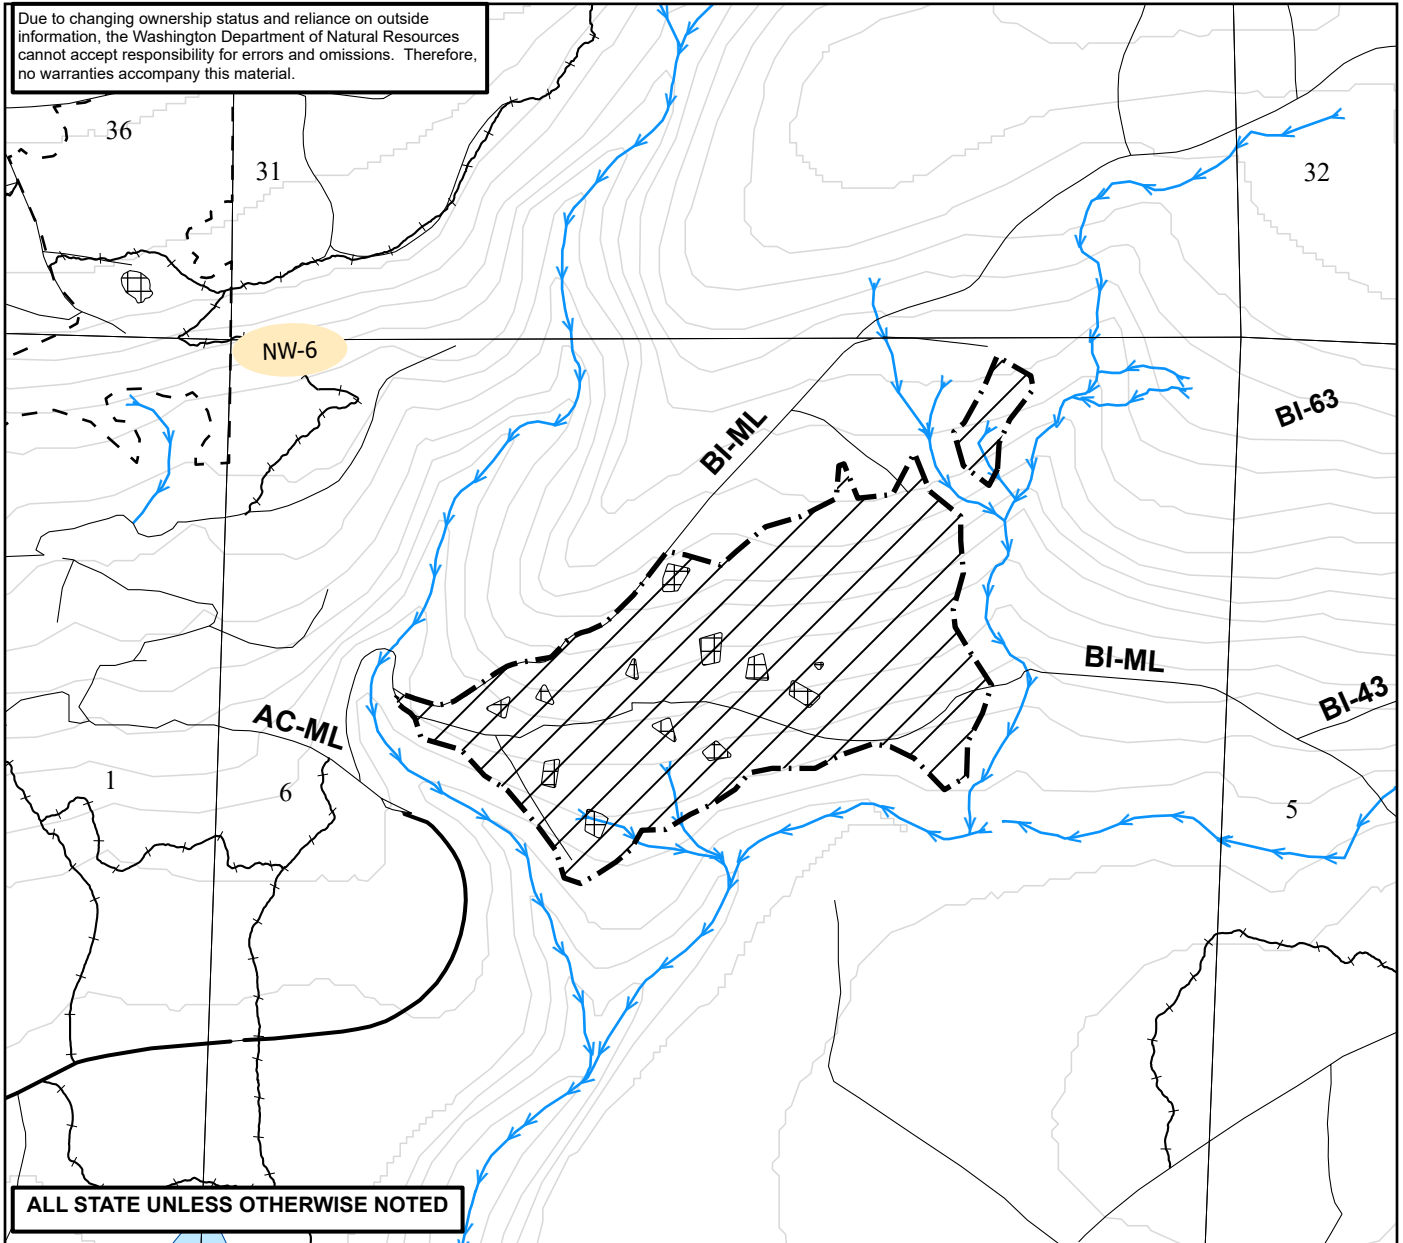 Due to changing ownership status and reliance on outside
information, the Washington Department of Natural Resources
cannot accept responsibility for errors and omissions.  Therefore,
no warranties accompany this material.
36
31
32
NW-6
BI-63
BI-ML
BI-ML
BI-43
AC-ML
1
6
5
ALL STATE UNLESS OTHERWISE NOTED